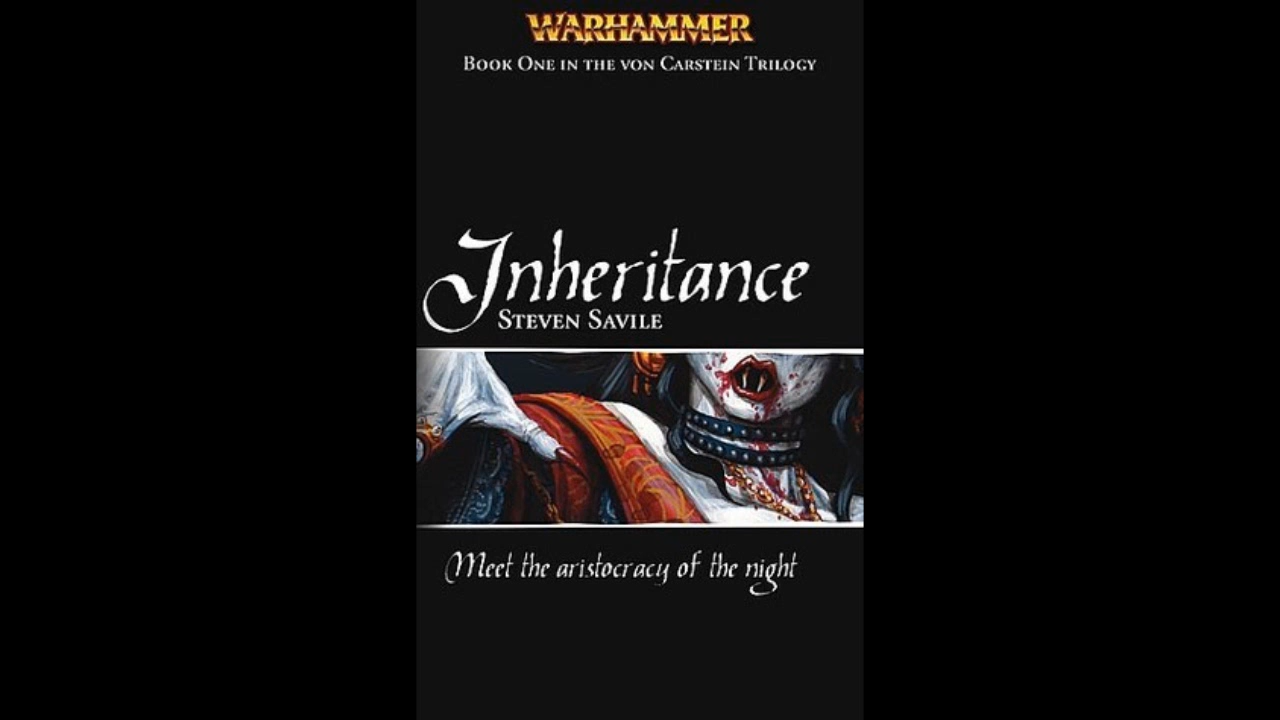 WARHAMMER
BOOK ONE IN THE VON CARSTEIN TRILOGY
Inheritance
STEVEN SAVILE
Meet the aristocracy of the night